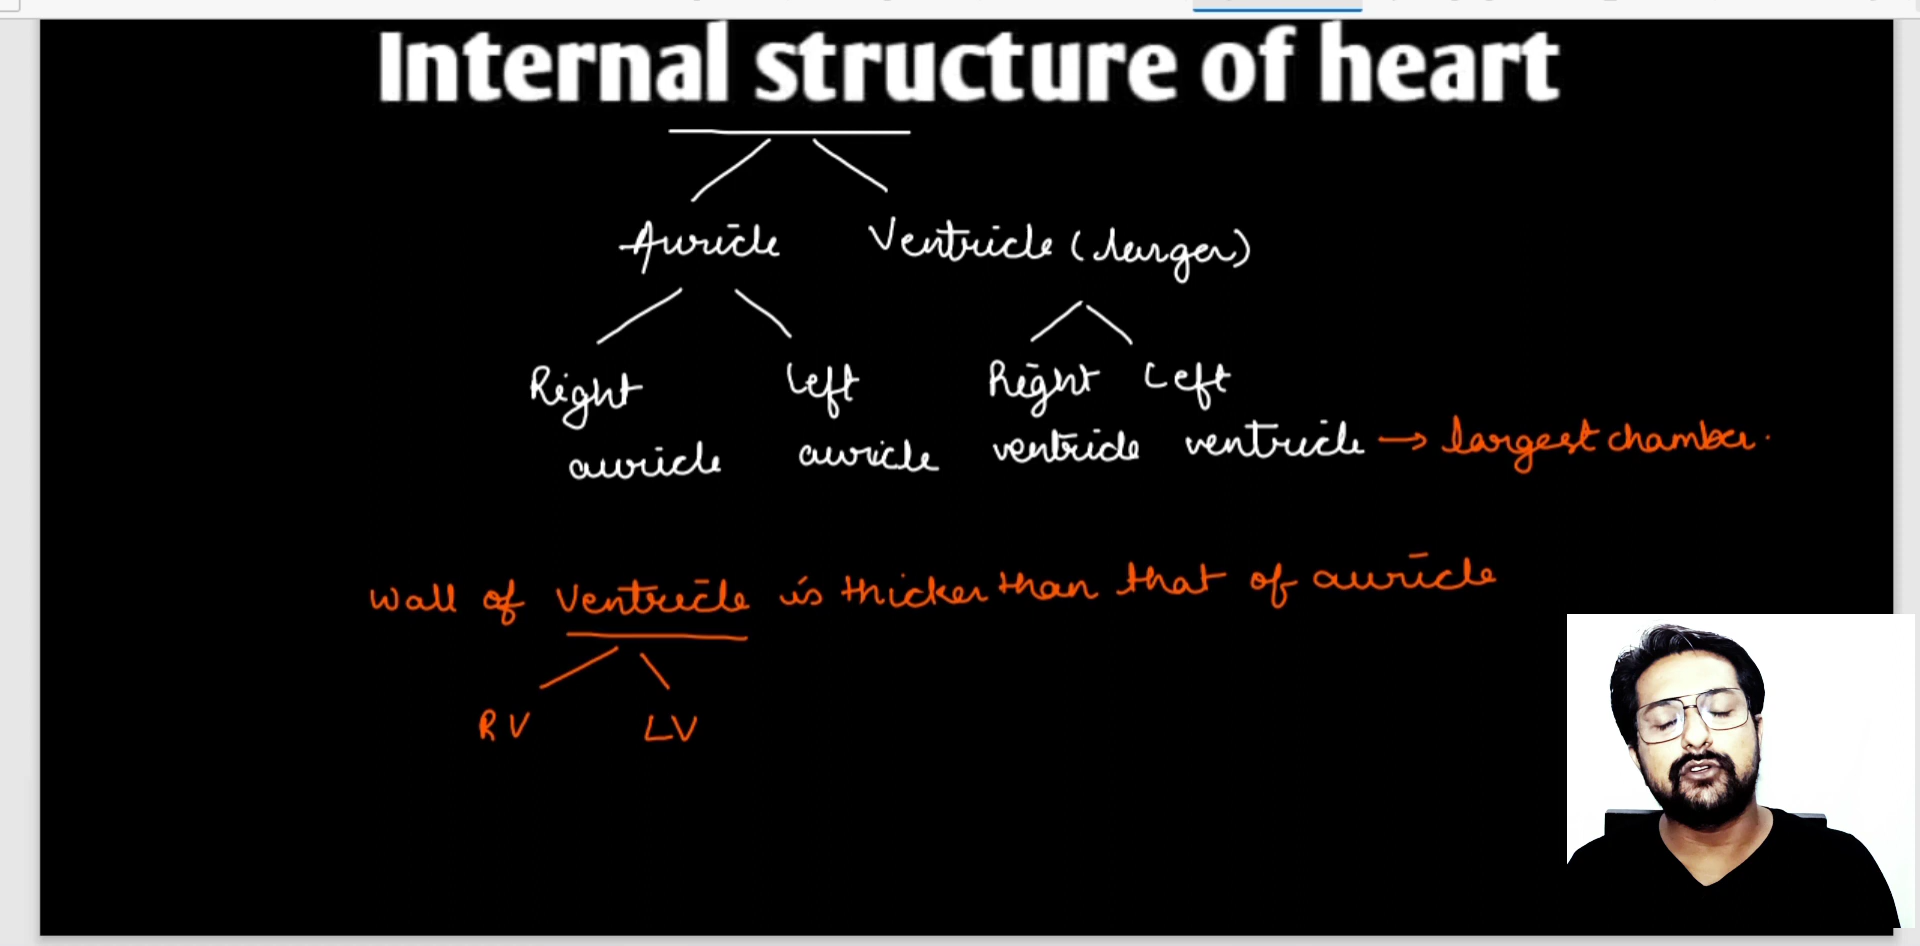 Internal structure of heart
Auricle Ventricle (larger)
Right Left Right Left
auricle auricle ventricle ventricle → largest chamber.
Wall of ventricle is thicker than that of auricle
RV LV